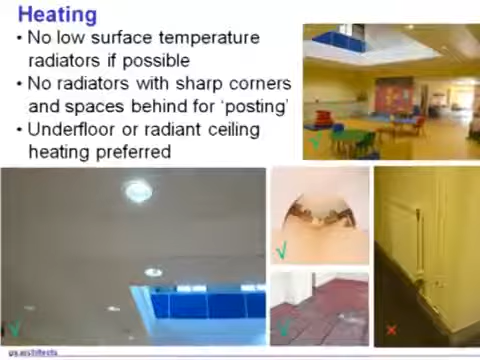 Heating
• No low surface temperature
radiators if possible
• No radiators with sharp corners
and spaces behind for 'posting'
• Underfloor or radiant ceiling
heating preferred